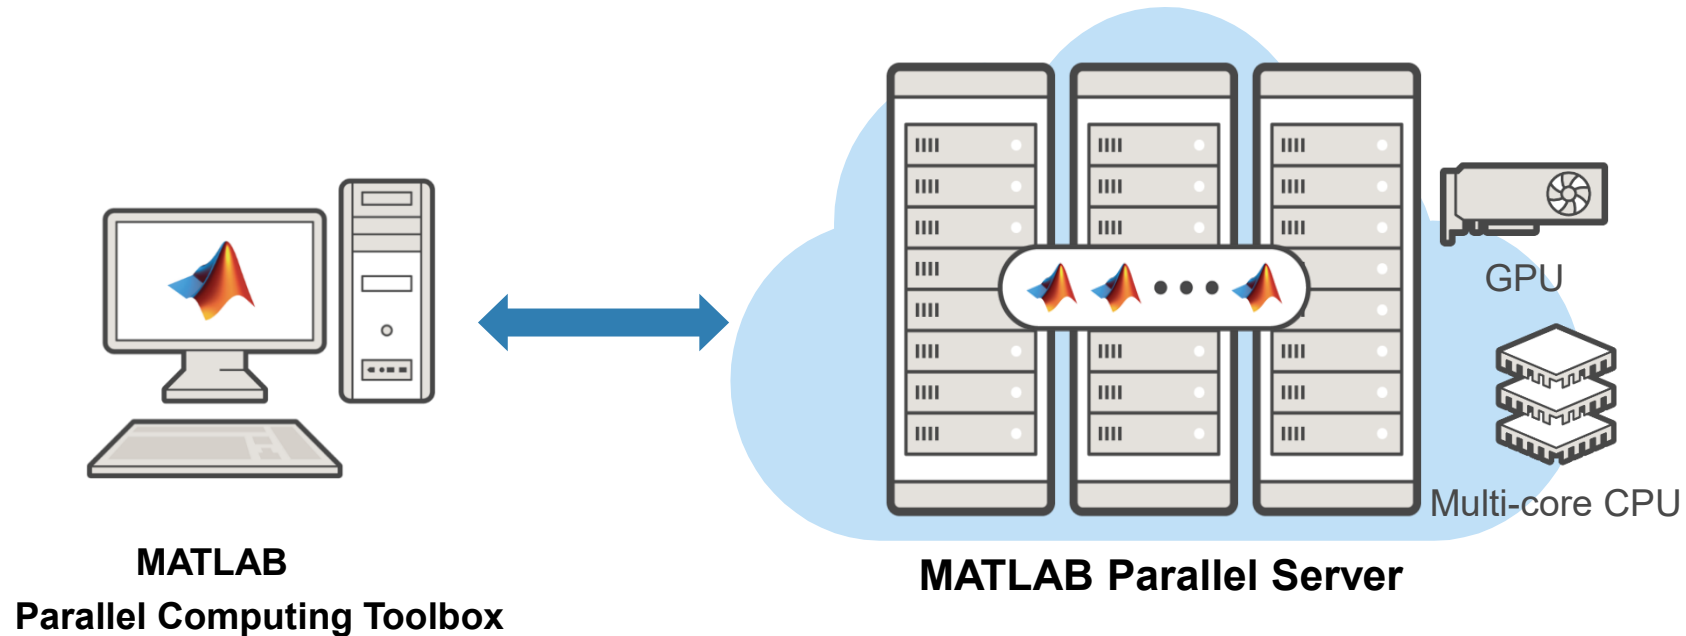 MATLAB
Parallel Computing Toolbox
GPU
Multi-core CPU
MATLAB Parallel Server